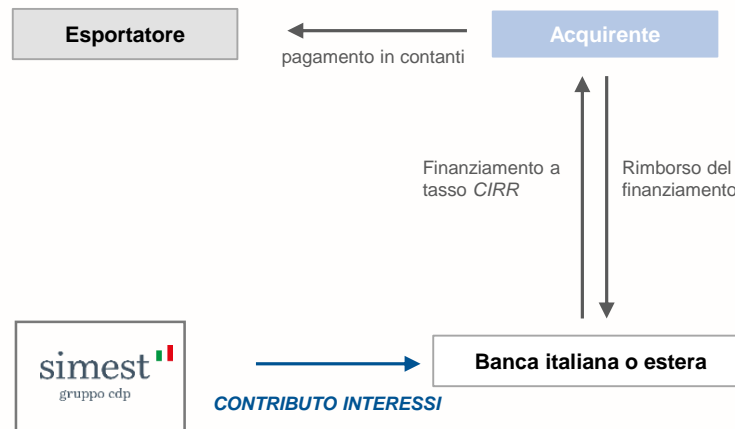 Esportatore
Acquirente
pagamento in contanti
Finanziamento a
tasso CIRR
Rimborso del
finanziamento
simest
gruppo cdp
Banca italiana o estera
CONTRIBUTO INTERESSI